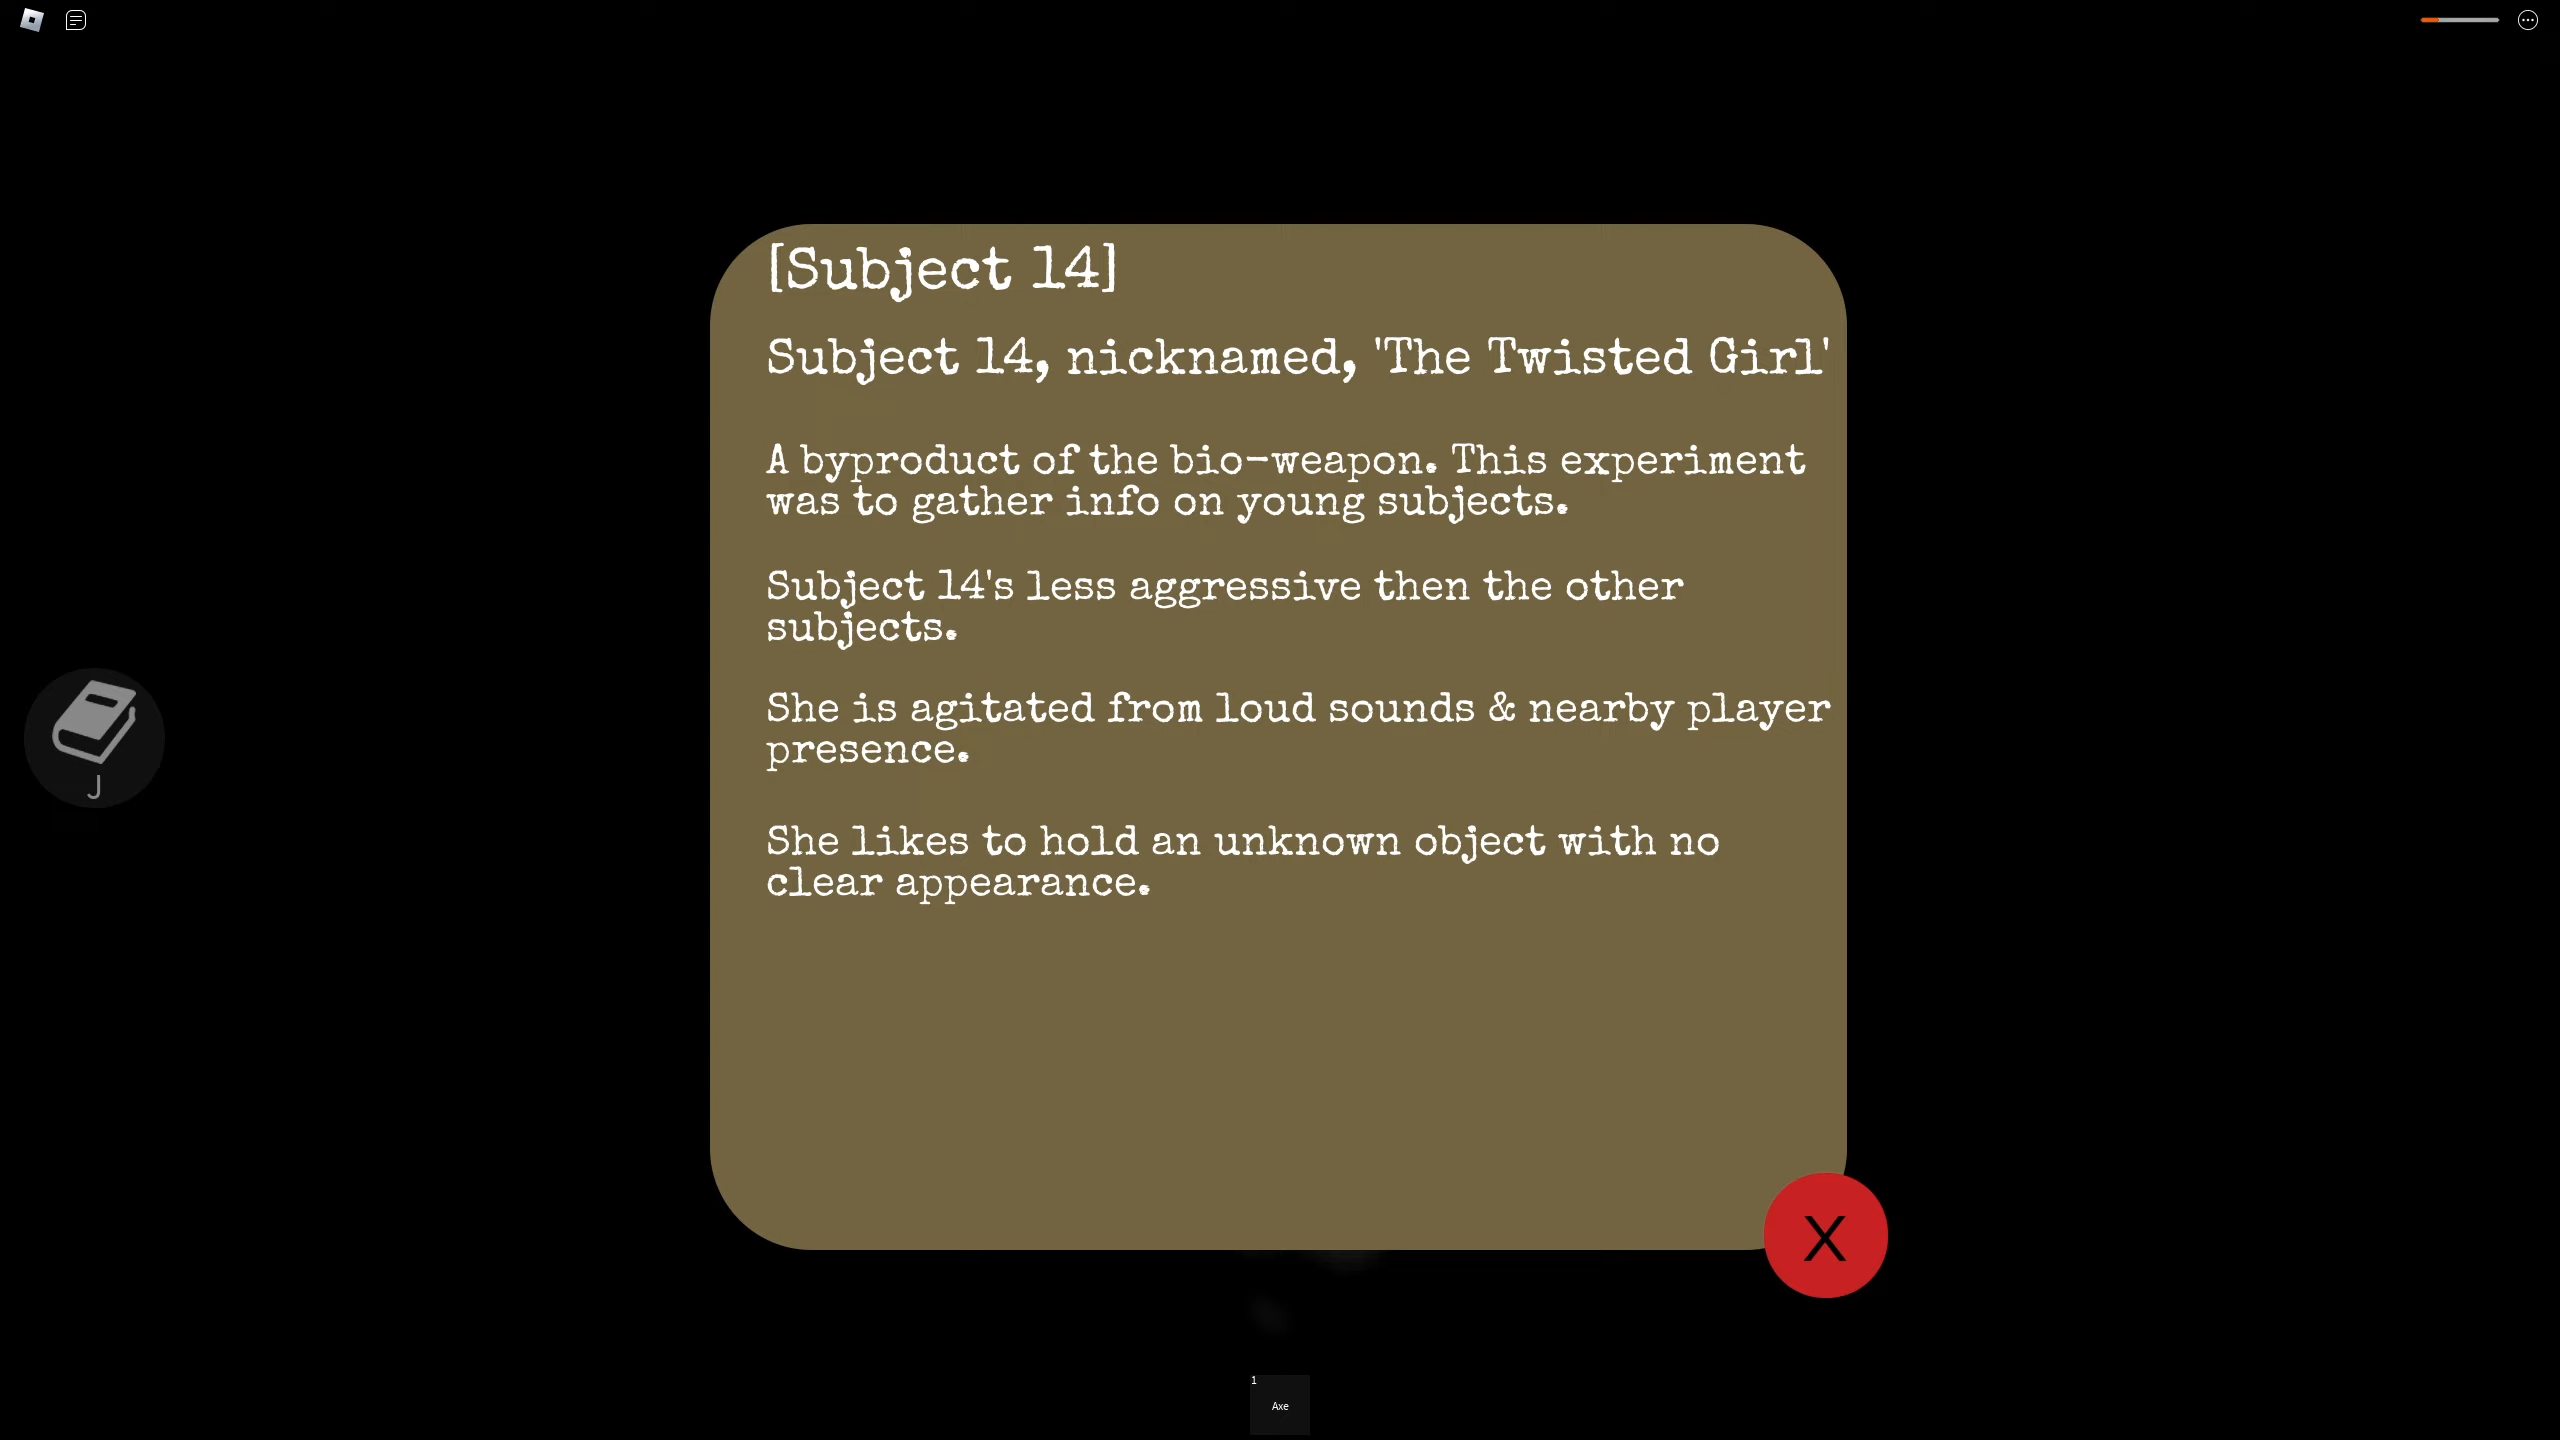 [Subject 14]
Subject 14, nicknamed, 'The Twisted Girl'
A byproduct of the bio-weapon. This experiment
was to gather info on young subjects.
Subject 14's less aggressive then the other
subjects.
She is agitated from loud sounds & nearby player
presence.
She likes to hold an unknown object with no
clear appearance.
J
X
1
Axe